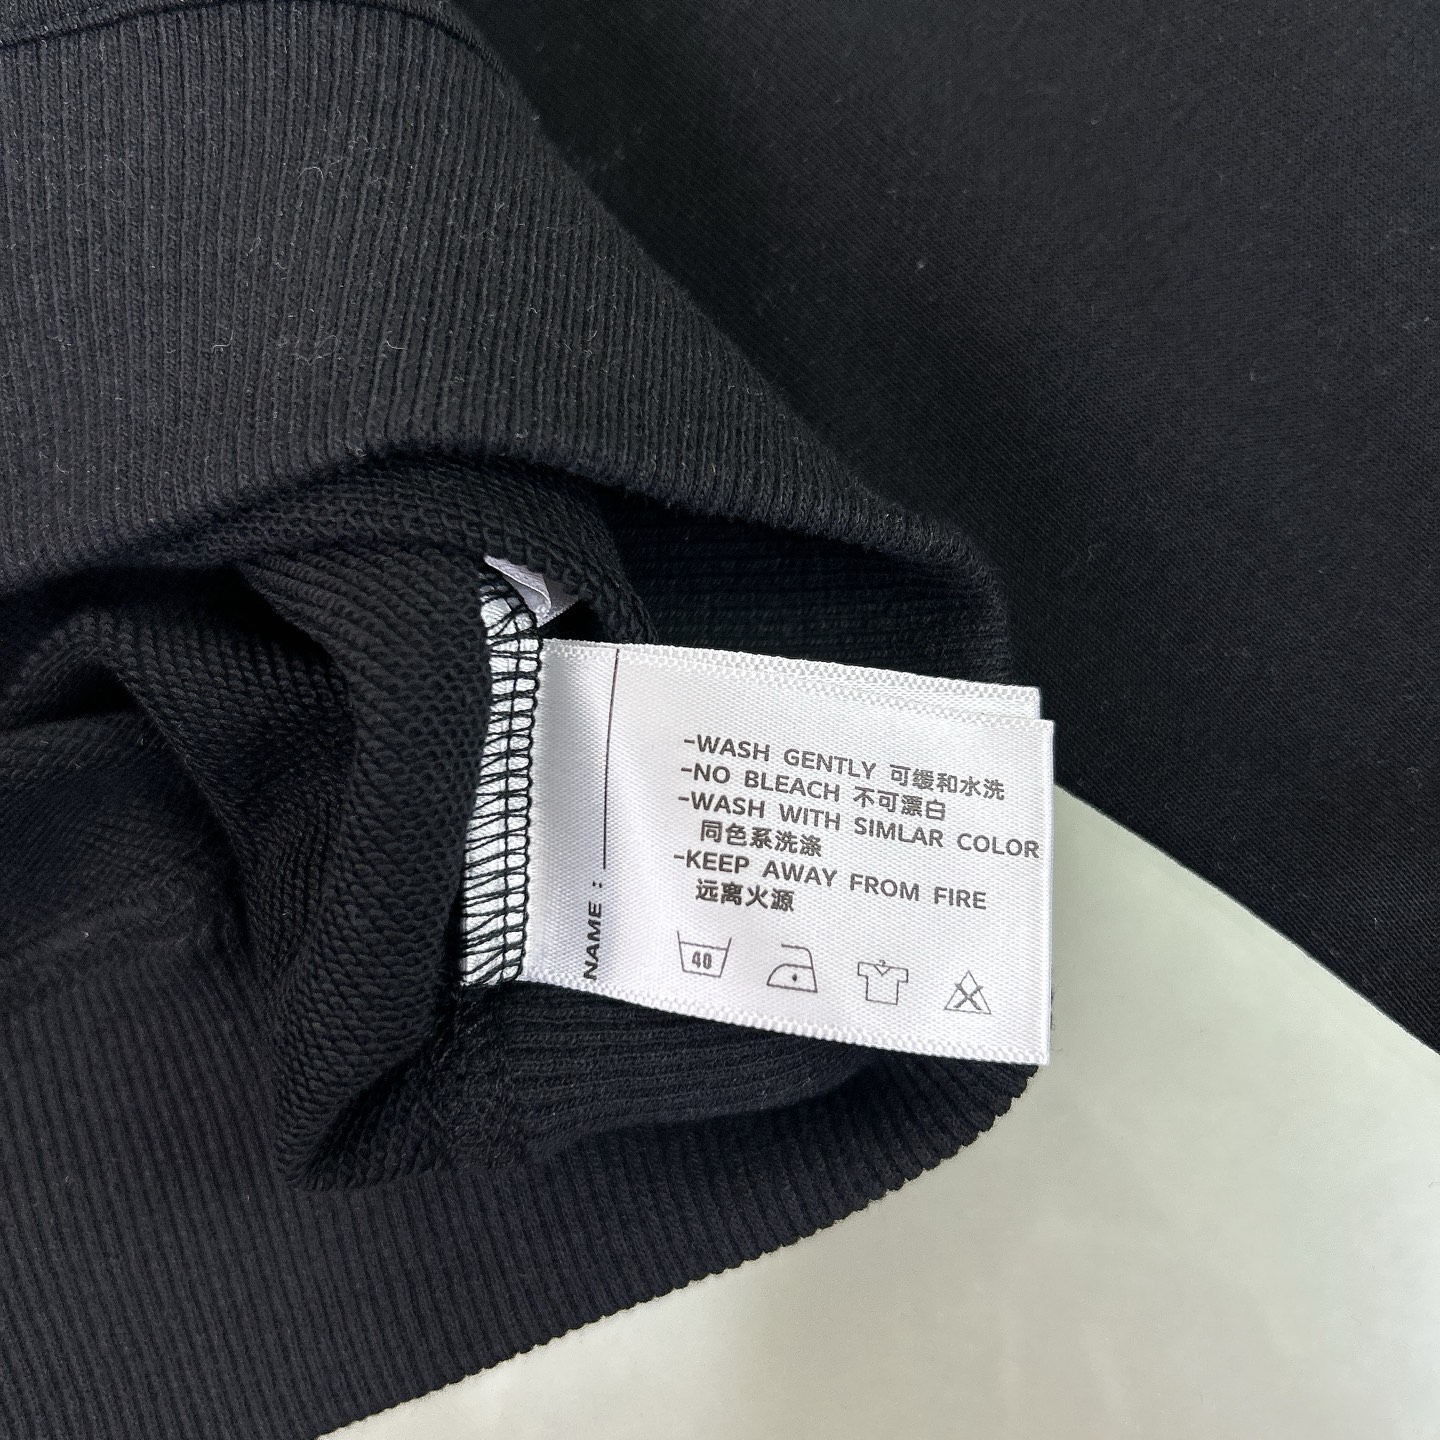 -WASH GENTLY 可缓和水洗
-NO BLEACH 不可漂白
-WASH WITH SIMLAR COLOR
同色系洗涤
-KEEP AWAY FROM FIRE
远离火源
40
NAME :